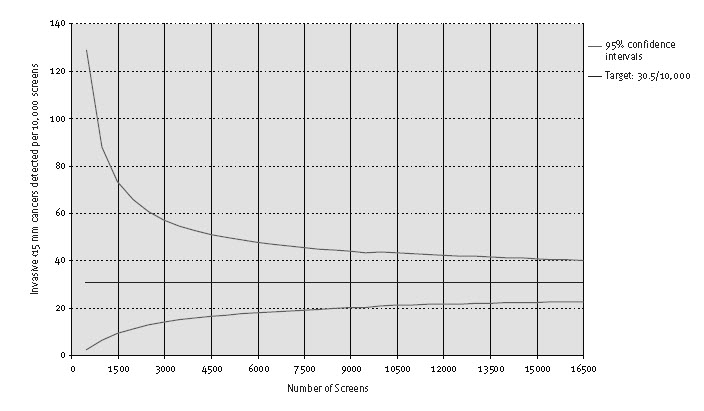 140
120
100
80
60
40
20
0
Invasive <15 mm cancers detected per 10,000 screens
0 1500 3000 4500 6000 7500 9000 10500 12000 13500 15000 16500
Number of Screens
95% confidence
intervals
Target: 30.5/10,000